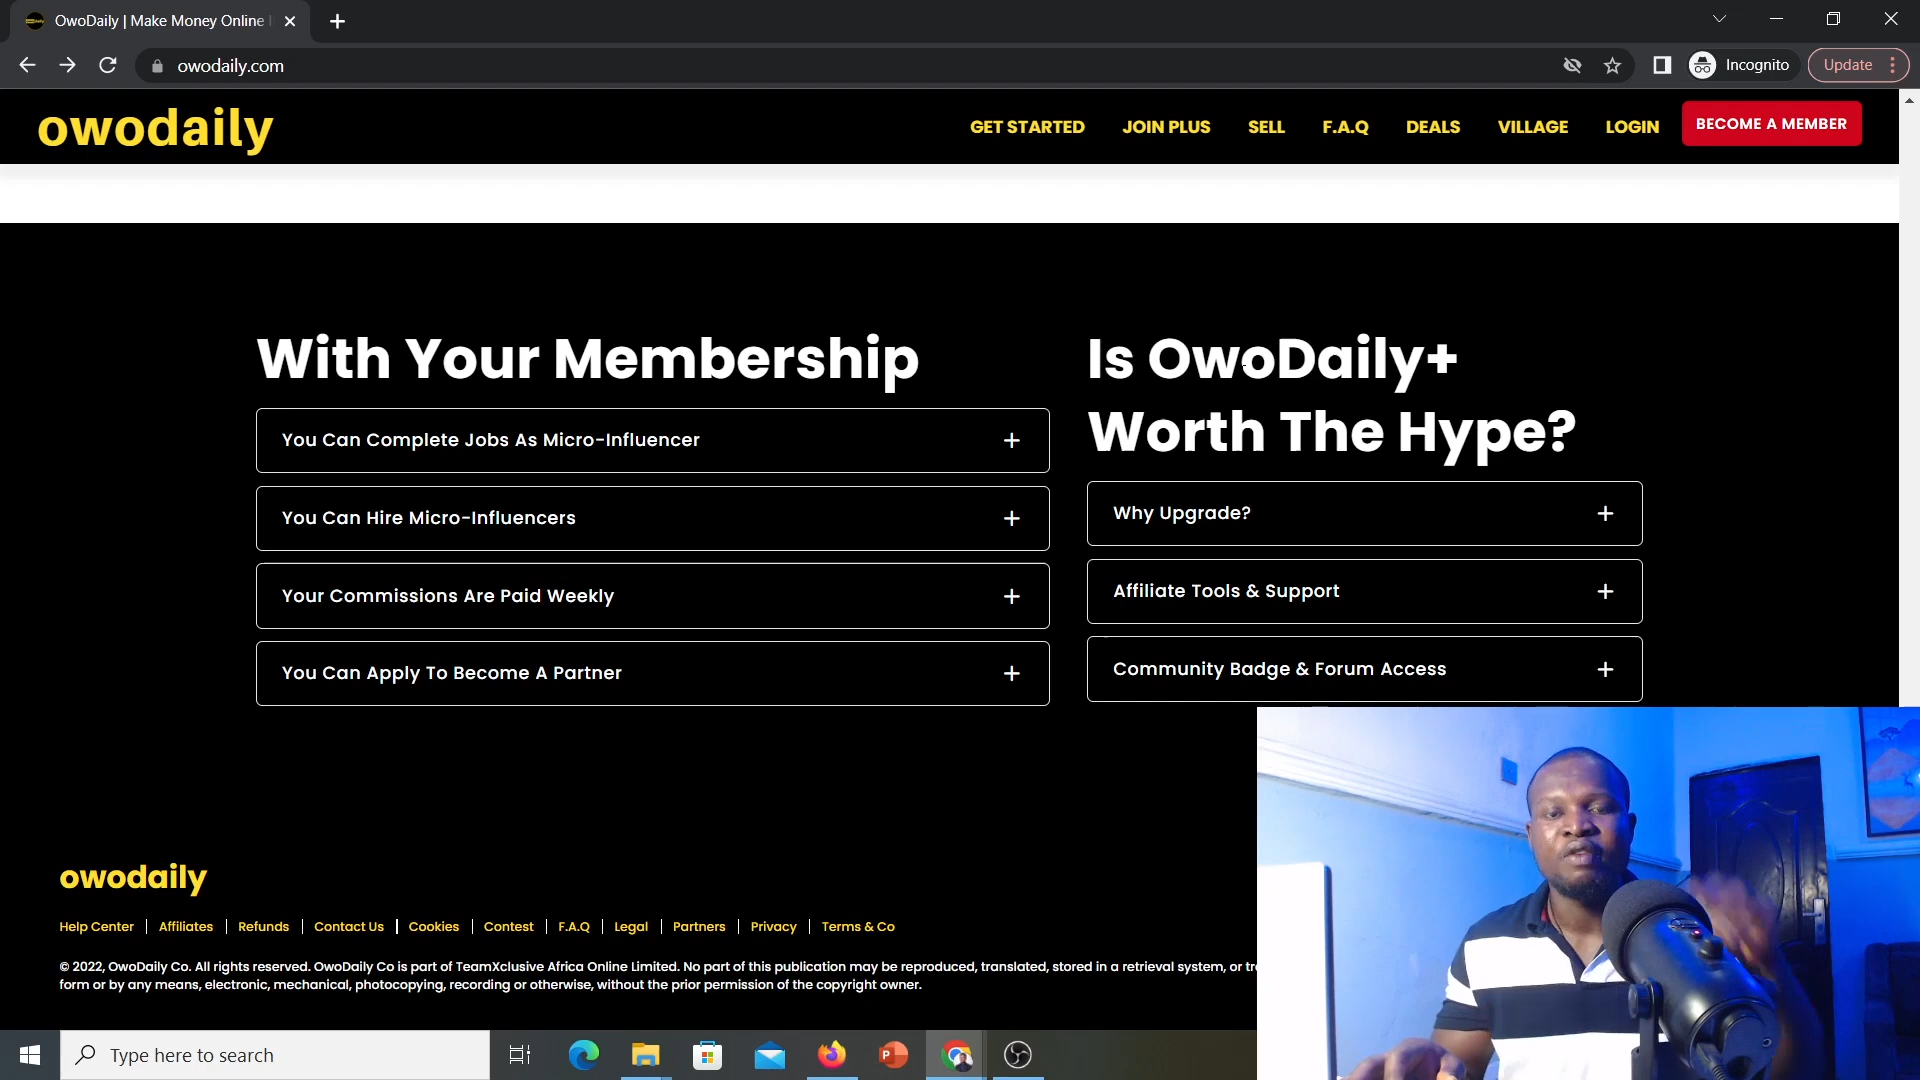 OwoDaily | Make Money Online
owodaily.com
Incognito
Update
owodaily
GET STARTED
JOIN PLUS
SELL
F.A.Q
DEALS
VILLAGE
LOGIN
BECOME A MEMBER
With Your Membership
You Can Complete Jobs As Micro-Influencer
You Can Hire Micro-Influencers
Your Commissions Are Paid Weekly
You Can Apply To Become A Partner
Is OwoDaily+
Worth The Hype?
Why Upgrade?
Affiliate Tools & Support
Community Badge & Forum Access
owodaily
Help Center
Affiliates
Refunds
Contact Us
Cookies
Contest
F.A.Q
Legal
Partners
Privacy
Terms & Co
© 2022, OwoDaily Co. All rights reserved. OwoDaily Co is part of TeamXclusive Africa Online Limited. No part of this publication may be reproduced, translated, stored in a retrieval system, or
form or by any means, electronic, mechanical, photocopying, recording or otherwise, without the prior permission of the copyright owner.
Type here to search